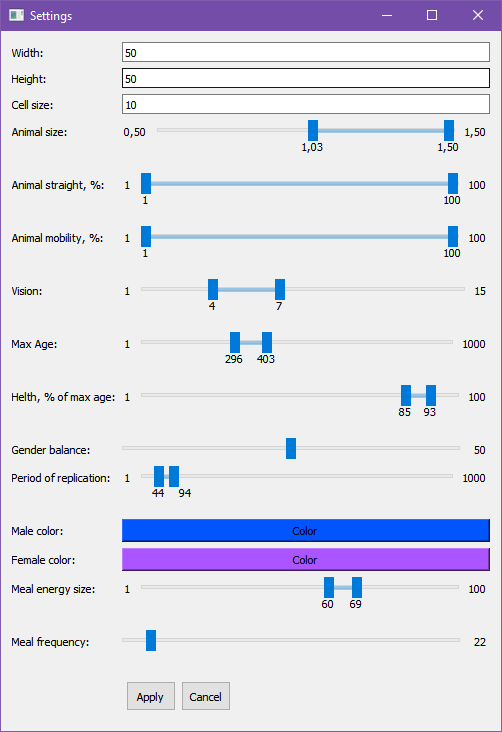 Settings
Width: 50
Height: 50
Cell size: 10
Animal size: 0,50 1,50
1,03 1,50
Animal straight, %: 1 100
1 100
Animal mobility, %: 1 100
1 100
Vision: 1 15
4 7
Max Age: 1 1000
296 403
Helth, % of max age: 1 100
85 93
Gender balance: 50
Period of replication: 1 1000
44 94
Male color: Color
Female color: Color
Meal energy size: 1 100
60 69
Meal frequency: 22
Apply Cancel